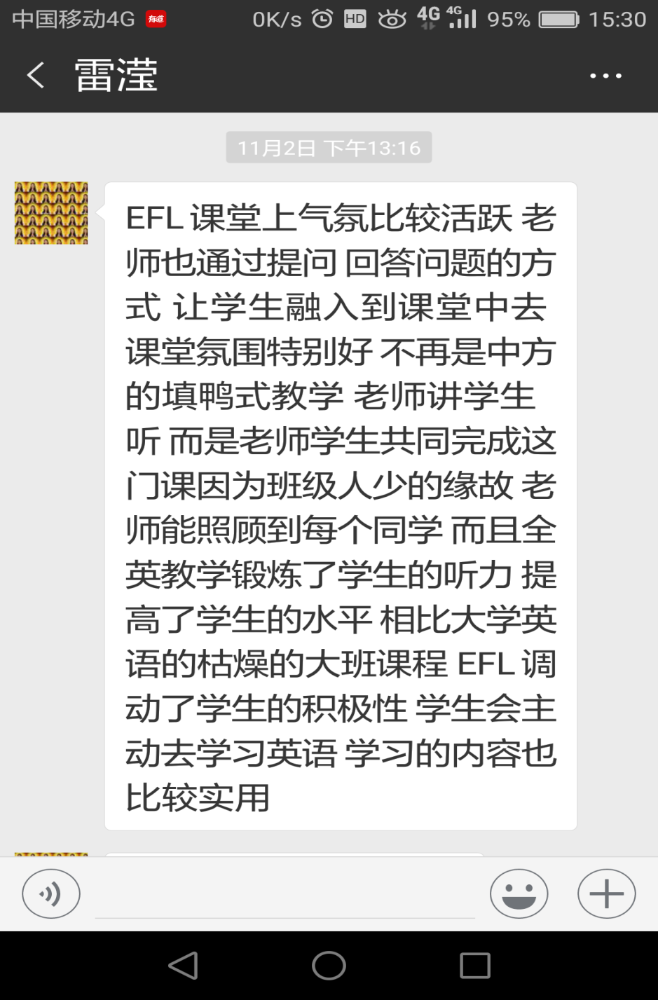 中国移动4G 有道 0K/s HD 4G 4G 95% 15:30
雷滢
11月2日 下午13:16
EFL 课堂上气氛比较活跃 老
师也通过提问 回答问题的方
式 让学生融入到课堂中去
课堂氛围特别好 不再是中方
的填鸭式教学 老师讲学生
听 而是老师学生共同完成这
门课因为班级人少的缘故 老
师能照顾到每个同学 而且全
英教学锻炼了学生的听力 提
高了学生的水平 相比大学英
语的枯燥的大班课程 EFL 调
动了学生的积极性 学生会主
动去学习英语 学习的内容也
比较实用